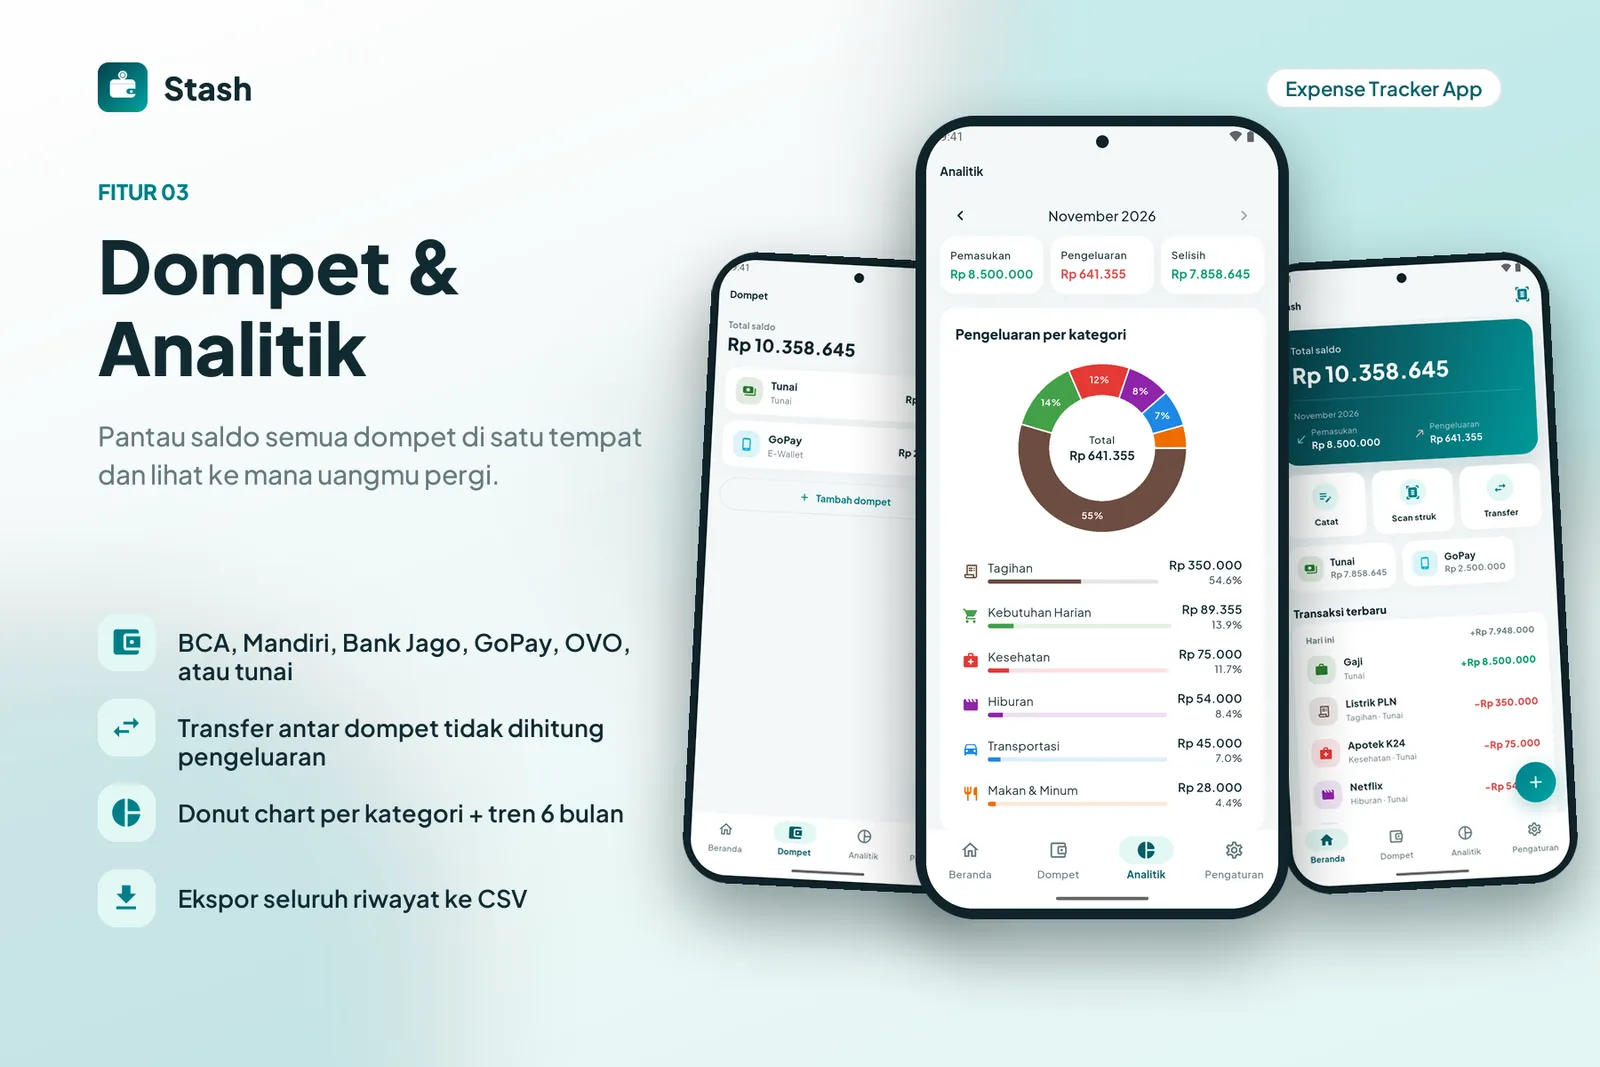 Stash
Expense Tracker App
FITUR 03
Dompet &
Analitik
Pantau saldo semua dompet di satu tempat
dan lihat ke mana uangmu pergi.
BCA, Mandiri, Bank Jago, GoPay, OVO,
atau tunai
Transfer antar dompet tidak dihitung
pengeluaran
Donut chart per kategori + tren 6 bulan
Ekspor seluruh riwayat ke CSV
Dompet
Total saldo
Rp 10.358.645
Tunai
Tunai
Rp
GoPay
E-Wallet
Rp 2
+ Tambah dompet
Beranda
Dompet
Analitik
P
:41
Analitik
November 2026
Pemasukan
Rp 8.500.000
Pengeluaran
Rp 641.355
Selisih
Rp 7.858.645
Pengeluaran per kategori
12%
8%
14%
7%
Total
Rp 641.355
55%
Tagihan
Rp 350.000
54.6%
Kebutuhan Harian
Rp 89.355
13.9%
Kesehatan
Rp 75.000
11.7%
Hiburan
Rp 54.000
8.4%
Transportasi
Rp 45.000
7.0%
Makan & Minum
Rp 28.000
4.4%
Beranda
Dompet
Analitik
Pengaturan
ash
Total saldo
Rp 10.358.645
November 2026
Pemasukan
Rp 8.500.000
Pengeluaran
Rp 641.355
Catat
Scan struk
Transfer
Tunai
Rp 7.858.645
GoPay
Rp 2.500.000
Transaksi terbaru
Hari ini
+Rp 7.948.000
Gaji
Tunai
+Rp 8.500.000
Listrik PLN
Tagihan · Tunai
-Rp 350.000
Apotek K24
Kesehatan · Tunai
-Rp 75.000
Netflix
Hiburan · Tunai
-Rp 54
Beranda
Dompet
Analitik
Pengaturan